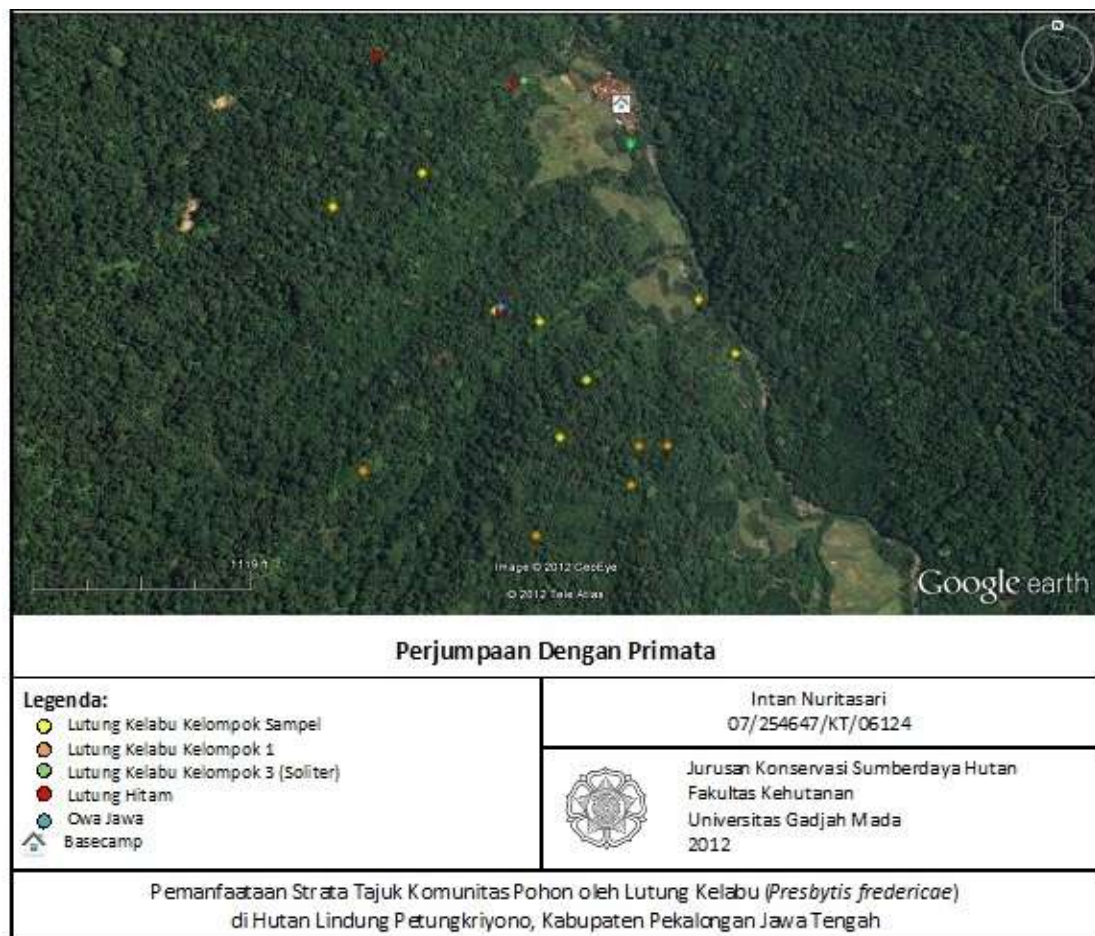 N
1119 ft
Image © 2012 GeoEye
© 2012 Tele Atlas
Google earth
Perjumpaan Dengan Primata
Legenda:
Lutung Kelabu Kelompok Sampel
Lutung Kelabu Kelompok 1
Lutung Kelabu Kelompok 3 (Soliter)
Lutung Hitam
Owa Jawa
Basecamp
Intan Nuritasari
07/254647/KT/06124
Jurusan Konservasi Sumberdaya Hutan
Fakultas Kehutanan
Universitas Gadjah Mada
2012
Pemanfaataan Strata Tajuk Komunitas Pohon oleh Lutung Kelabu (Presbytis fredericae)
di Hutan Lindung Petungkriyono, Kabupaten Pekalongan Jawa Tengah